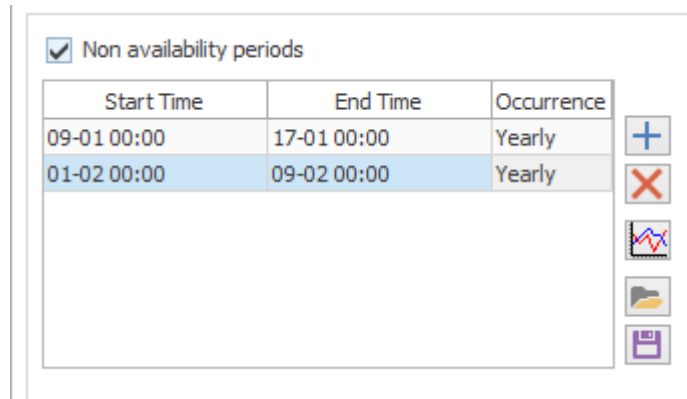 Non availability periods
Start Time End Time Occurrence
09-01 00:00 17-01 00:00 Yearly
01-02 00:00 09-02 00:00 Yearly